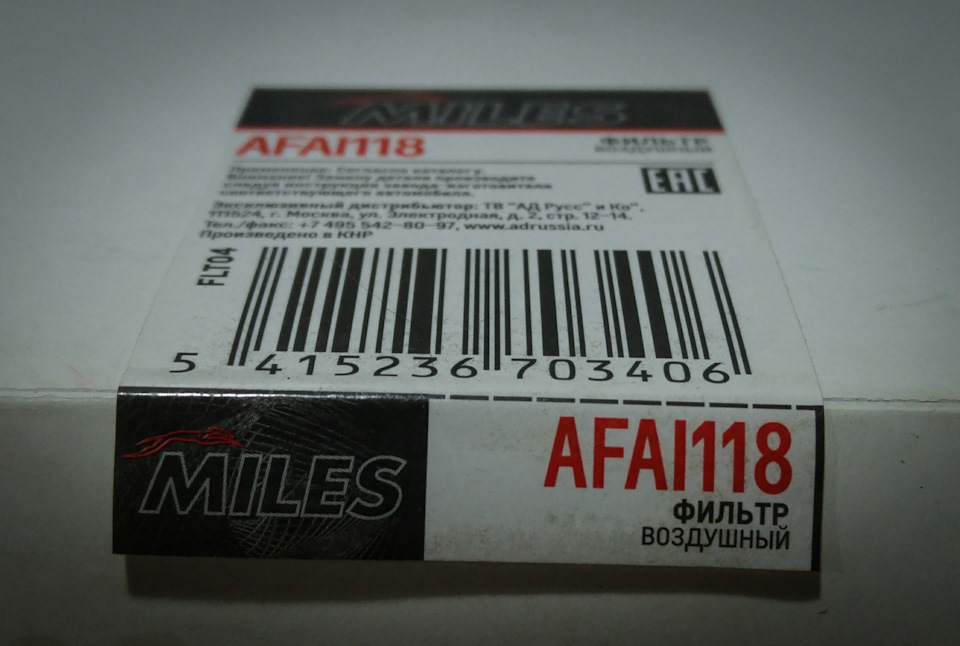 MILES
AFAI118
ФИЛЬТР
ВОЗДУШНЫЙ
Применение: Согласно каталогу.
Внимание! Замену детали производите
следуя инструкции завода-изготовителя
соответствующего автомобиля.
EAC
Эксклюзивный дистрибьютор: ТВ "АД Русс" и Ко",
111524, г. Москва, ул. Электродная, д. 2, стр. 12-14.
Тел./факс: +7 495 542-80-97, www.adrussia.ru
Произведено в КНР
FLT04
5 415236 703406
MILES
AFAI118
ФИЛЬТР
ВОЗДУШНЫЙ